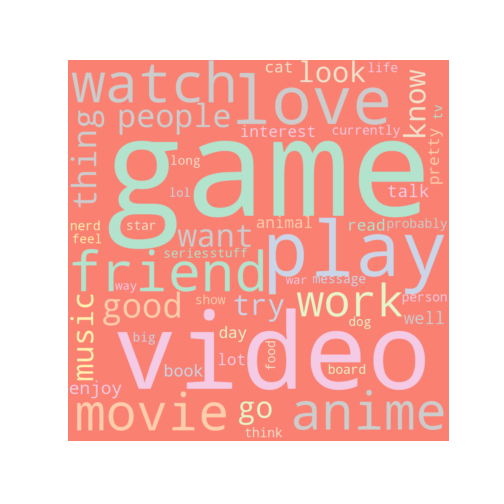 cat
look
life
watch
love
know
tv
thing
people
interest
currently
pretty
game
long
lol
talk
nerd
feel
star
want
animal
read
probably
play
friend
series
stuff
way
war
message
music
good
show
try
work
person
well
dog
big
day
video
enjoy
book
lot
food
board
movie
go
anime
think